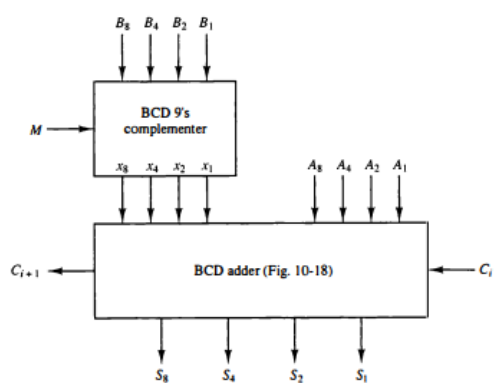 B8 B4 B2 B1
BCD 9's
complementer
M
x8 x4 x2 x1
A8 A4 A2 A1
Ci+1
BCD adder (Fig. 10-18)
Ci
S8 S4 S2 S1